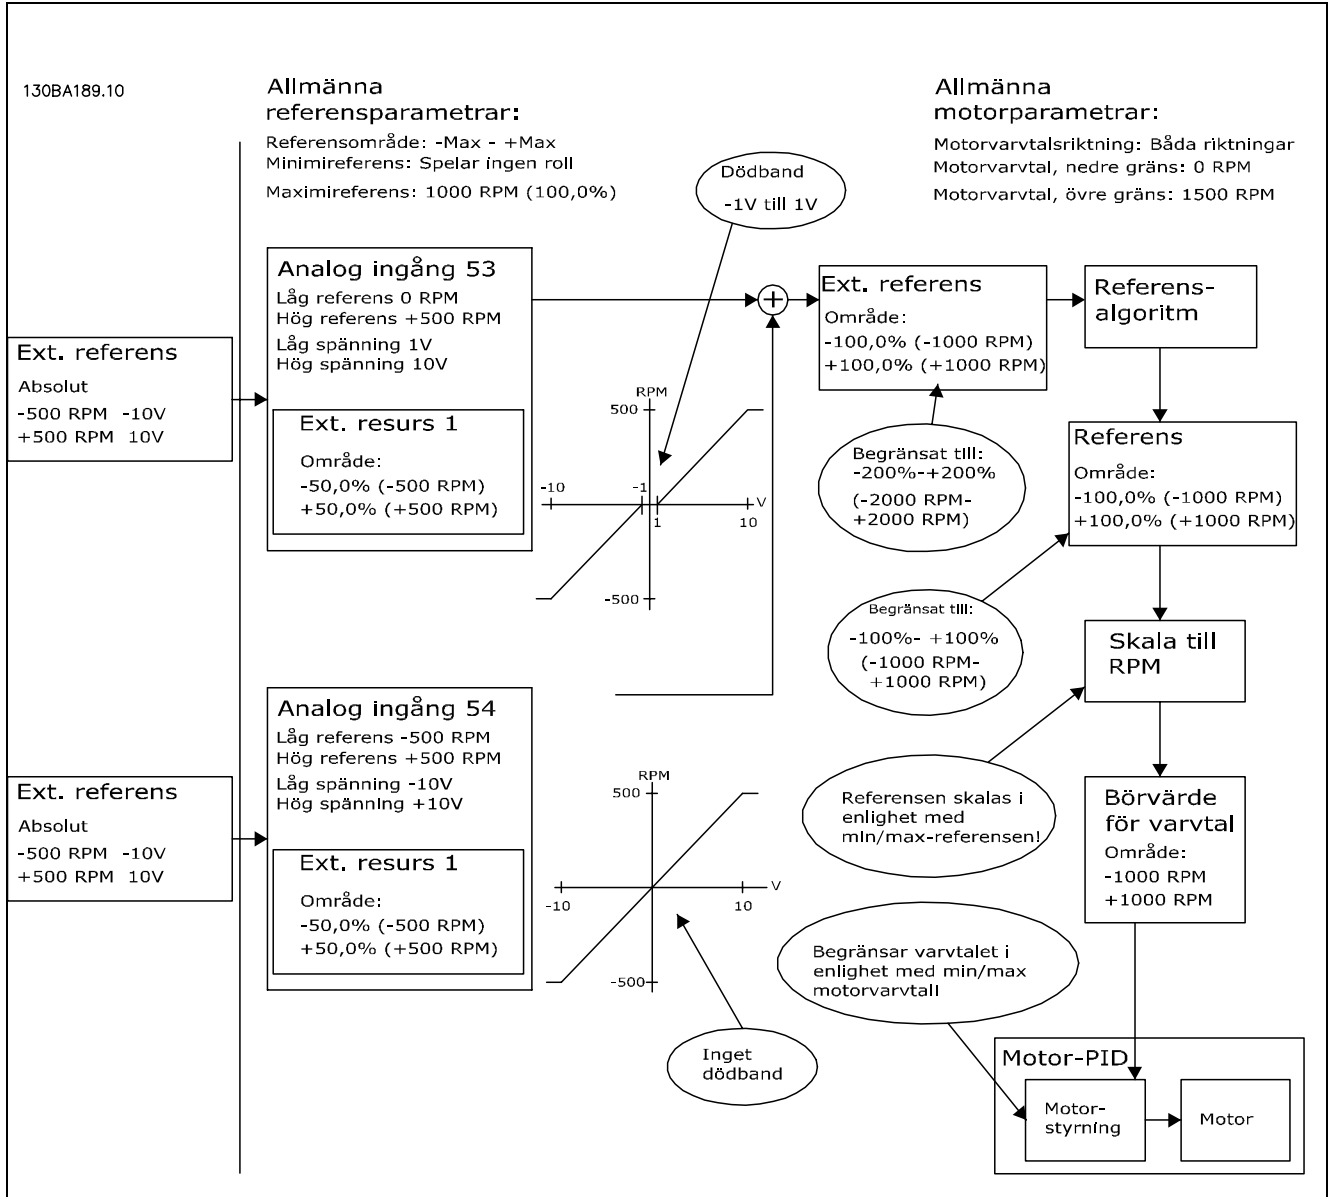 130BA189.10
Allmänna
referensparametrar:
Referensområde: -Max - +Max
Minimireferens: Spelar ingen roll
Maximireferens: 1000 RPM (100,0%)
Allmänna
motorparametrar:
Motorvarvtalsriktning: Båda riktningar
Motorvarvtal, nedre gräns: 0 RPM
Motorvarvtal, övre gräns: 1500 RPM
Dödband
-1V till 1V
Ext. referens
Absolut
-500 RPM -10V
+500 RPM 10V
Analog ingång 53
Låg referens 0 RPM
Hög referens +500 RPM
Låg spänning 1V
Hög spänning 10V
Ext. resurs 1
Område:
-50,0% (-500 RPM)
+50,0% (+500 RPM)
RPM
500
-10
-1
V
1
10
-500
+
Ext. referens
Område:
-100,0% (-1000 RPM)
+100,0% (+1000 RPM)
Referens-
algoritm
Begränsat till:
-200%-+200%
(-2000 RPM-
+2000 RPM)
Referens
Område:
-100,0% (-1000 RPM)
+100,0% (+1000 RPM)
Begränsat till:
-100%- +100%
(-1000 RPM-
+1000 RPM)
Skala till
RPM
Ext. referens
Absolut
-500 RPM -10V
+500 RPM 10V
Analog ingång 54
Låg referens -500 RPM
Hög referens +500 RPM
Låg spänning -10V
Hög spänning +10V
Ext. resurs 1
Område:
-50,0% (-500 RPM)
+50,0% (+500 RPM)
RPM
500
V
-10
10
-500
Inget
dödband
Referensen skalas i
enlighet med
min/max-referensen!
Börvärde
för varvtal
Område:
-1000 RPM
+1000 RPM
Begränsar varvtalet i
enlighet med min/max
motorvarvtall
Motor-PID
Motor-
styrning
Motor